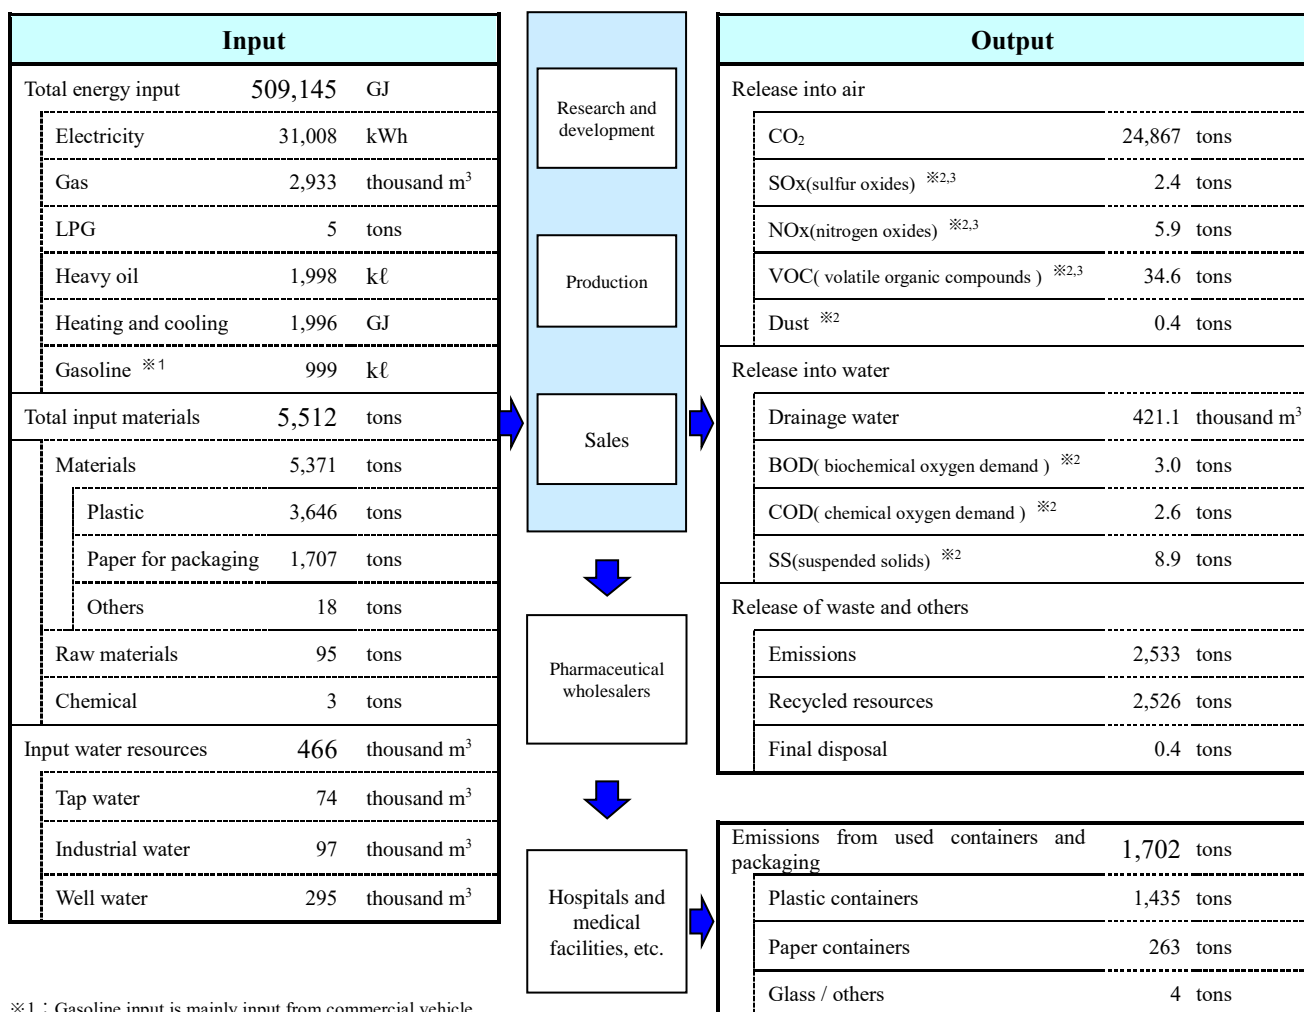 Input
Total energy input 509,145 GJ
Electricity 31,008 kWh
Gas 2,933 thousand m³
LPG 5 tons
Heavy oil 1,998 kℓ
Heating and cooling 1,996 GJ
Gasoline ※1 999 kℓ
Total input materials 5,512 tons
Materials 5,371 tons
Plastic 3,646 tons
Paper for packaging 1,707 tons
Others 18 tons
Raw materials 95 tons
Chemical 3 tons
Input water resources 466 thousand m³
Tap water 74 thousand m³
Industrial water 97 thousand m³
Well water 295 thousand m³
※1：Gasoline input is mainly input from commercial vehicle
Research and
development
Production
Sales
Pharmaceutical
wholesalers
Hospitals and
medical
facilities, etc.
Output
Release into air
CO₂ 24,867 tons
SOx(sulfur oxides) ※2,3 2.4 tons
NOx(nitrogen oxides) ※2,3 5.9 tons
VOC( volatile organic compounds ) ※2,3 34.6 tons
Dust ※2 0.4 tons
Release into water
Drainage water 421.1 thousand m³
BOD( biochemical oxygen demand ) ※2 3.0 tons
COD( chemical oxygen demand ) ※2 2.6 tons
SS(suspended solids) ※2 8.9 tons
Release of waste and others
Emissions 2,533 tons
Recycled resources 2,526 tons
Final disposal 0.4 tons
Emissions from used containers and
packaging 1,702 tons
Plastic containers 1,435 tons
Paper containers 263 tons
Glass / others 4 tons